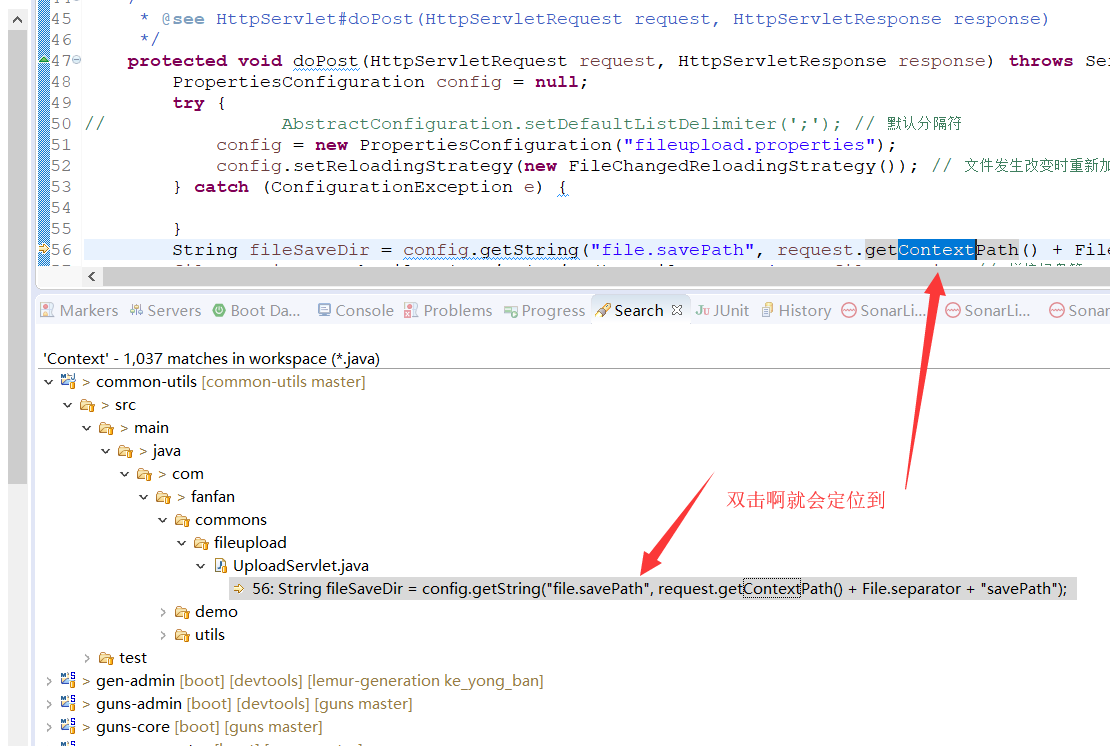 45 * @see HttpServlet#doPost(HttpServletRequest request, HttpServletResponse response)
46 */
47 protected void doPost(HttpServletRequest request, HttpServletResponse response) throws Ser
48 PropertiesConfiguration config = null;
49 try {
50 // AbstractConfiguration.setDefaultListDelimiter(';'); // 默认分隔符
51 config = new PropertiesConfiguration("fileupload.properties");
52 config.setReloadingStrategy(new FileChangedReloadingStrategy()); // 文件发生改变时重新加
53 } catch (ConfigurationException e) {
54
55 }
56 String fileSaveDir = config.getString("file.savePath", request.getContextPath() + File
Markers Servers Boot Da... Console Problems Progress Search JUnit History SonarLi... SonarLi... Sonar
'Context' - 1,037 matches in workspace (*.java)
> common-utils [common-utils master]
> src
> main
> java
> com
> fanfan
commons
fileupload
UploadServlet.java
双击啊就会定位到
56: String fileSaveDir = config.getString("file.savePath", request.getContextPath() + File.separator + "savePath");
demo
utils
test
> gen-admin [boot] [devtools] [lemur-generation ke_yong_ban]
> guns-admin [boot] [devtools] [guns master]
> guns-core [boot] [guns master]